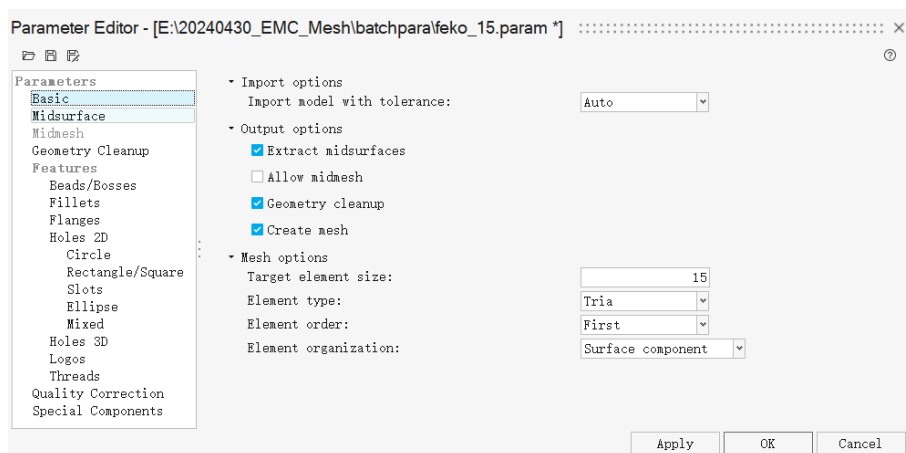 Parameter Editor - [E:\20240430_EMC_Mesh\batchpara\feko_15.param *]
Parameters
Basic
Midsurface
Midmesh
Geometry Cleanup
Features
Beads/Bosses
Fillets
Flanges
Holes 2D
Circle
Rectangle/Square
Slots
Ellipse
Mixed
Holes 3D
Logos
Threads
Quality Correction
Special Components
Import options
Import model with tolerance: Auto
Output options
Extract midsurfaces
Allow midmesh
Geometry cleanup
Create mesh
Mesh options
Target element size: 15
Element type: Tria
Element order: First
Element organization: Surface component
Apply OK Cancel